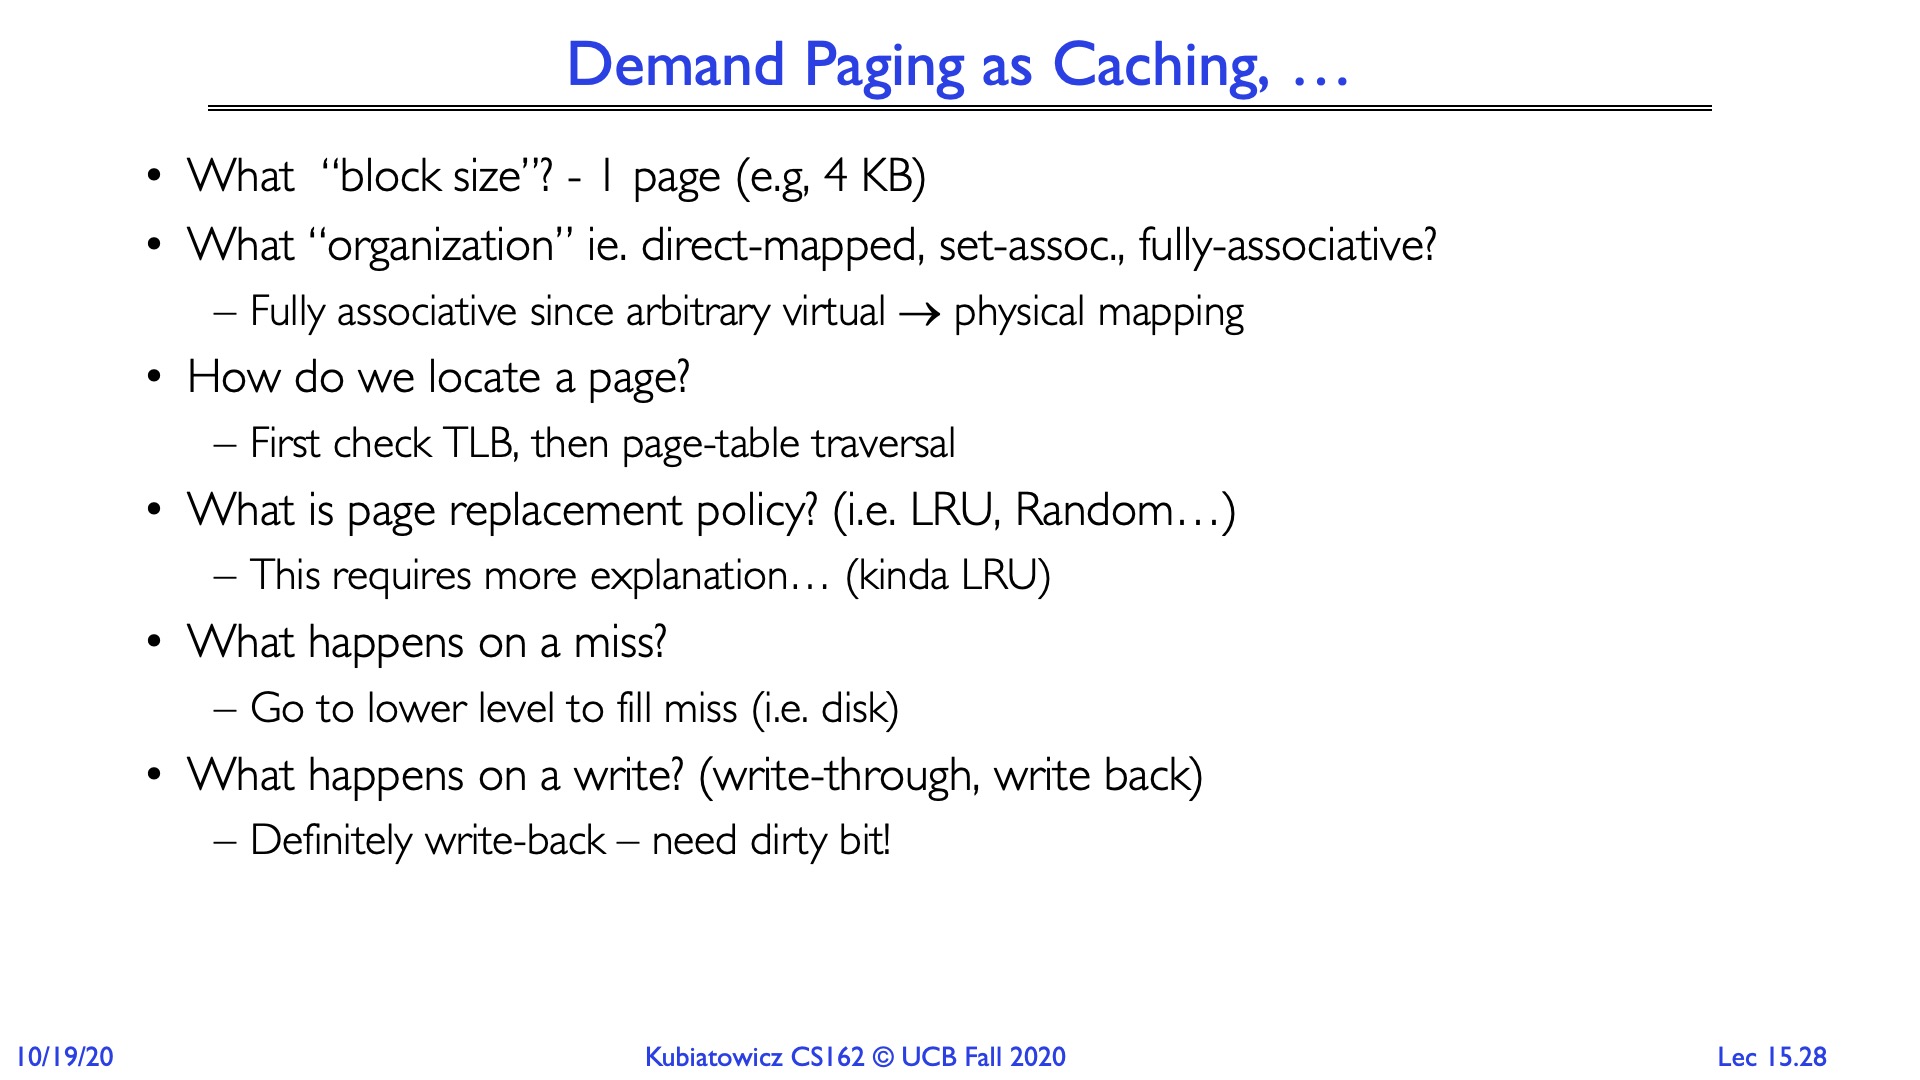 Demand Paging as Caching, …
• What “block size”? - 1 page (e.g, 4 KB)
• What “organization” ie. direct-mapped, set-assoc., fully-associative?
– Fully associative since arbitrary virtual → physical mapping
• How do we locate a page?
– First check TLB, then page-table traversal
• What is page replacement policy? (i.e. LRU, Random…)
– This requires more explanation… (kinda LRU)
• What happens on a miss?
– Go to lower level to fill miss (i.e. disk)
• What happens on a write? (write-through, write back)
– Definitely write-back – need dirty bit!
10/19/20
Kubiatowicz CS162 © UCB Fall 2020
Lec 15.28